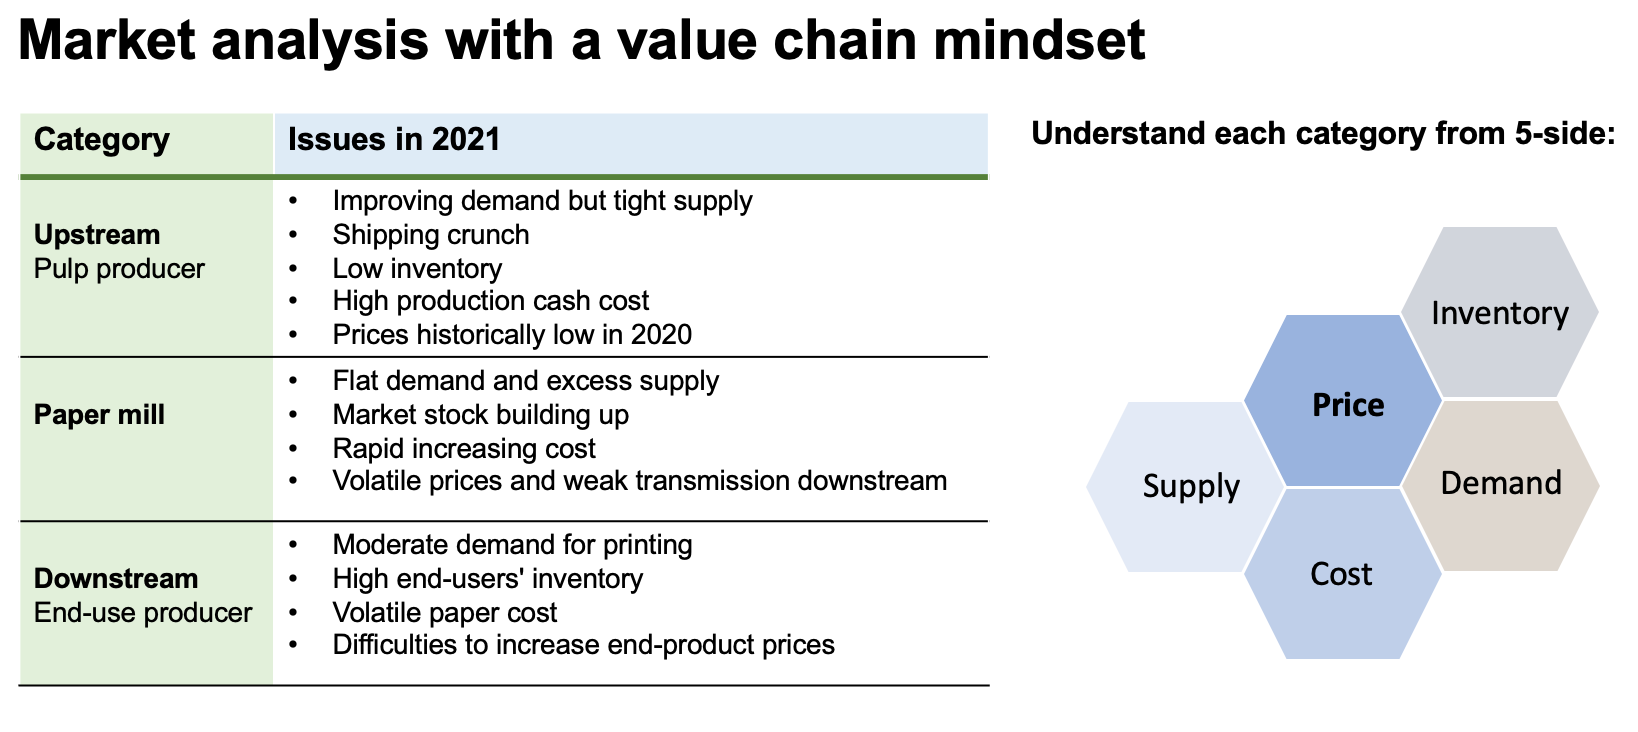 Market analysis with a value chain mindset
Category
Issues in 2021
Upstream
Pulp producer
• Improving demand but tight supply
• Shipping crunch
• Low inventory
• High production cash cost
• Prices historically low in 2020
Paper mill
• Flat demand and excess supply
• Market stock building up
• Rapid increasing cost
• Volatile prices and weak transmission downstream
Downstream
End-use producer
• Moderate demand for printing
• High end-users' inventory
• Volatile paper cost
• Difficulties to increase end-product prices
Understand each category from 5-side:
Inventory
Price
Supply
Demand
Cost